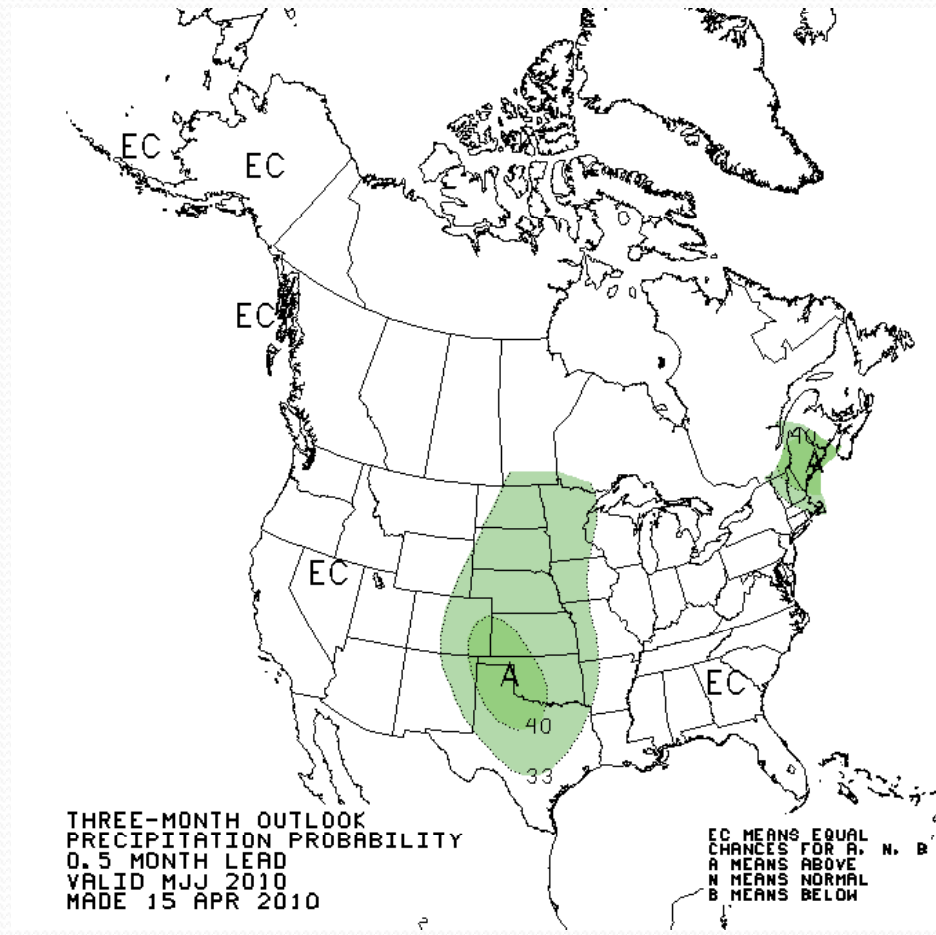 EC
EC
EC
40
A
EC
A
EC
40
33
THREE-MONTH OUTLOOK
PRECIPITATION PROBABILITY
0.5 MONTH LEAD
VALID MJJ 2010
MADE 15 APR 2010
EC MEANS EQUAL
CHANCES FOR A, N, B
A MEANS ABOVE
N MEANS NORMAL
B MEANS BELOW